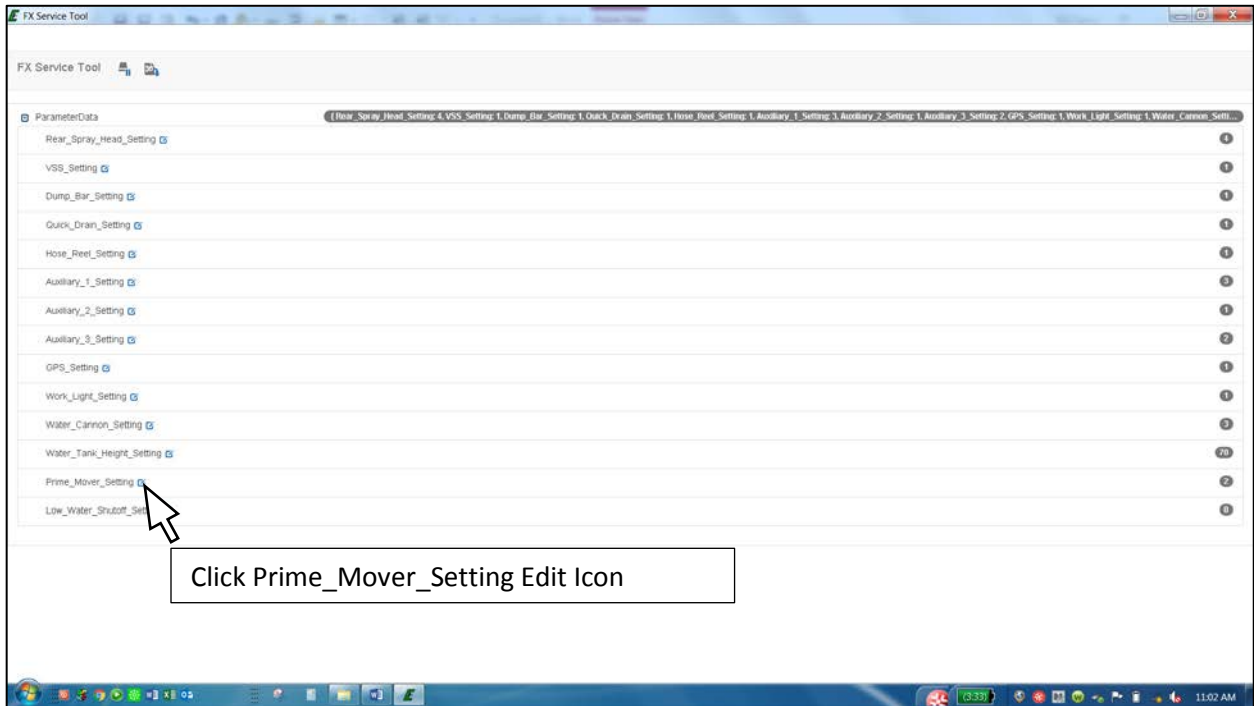 FX Service Tool
FX Service Tool
ParameterData
{ Rear_Spray_Head_Setting: 4, VSS_Setting: 1, Dump_Bar_Setting: 1, Quick_Drain_Setting: 1, Hose_Reel_Setting: 1, Auxiliary_1_Setting: 3, Auxiliary_2_Setting: 1, Auxiliary_3_Setting: 2, GPS_Setting: 1, Work_Light_Setting: 1, Water_Cannon_Setti...
Rear_Spray_Head_Setting 4
VSS_Setting 1
Dump_Bar_Setting 1
Quick_Drain_Setting 1
Hose_Reel_Setting 1
Auxiliary_1_Setting 3
Auxiliary_2_Setting 1
Auxiliary_3_Setting 2
GPS_Setting 1
Work_Light_Setting 1
Water_Cannon_Setting 3
Water_Tank_Height_Setting 70
Prime_Mover_Setting 2
Low_Water_Shutoff_Set
Click Prime_Mover_Setting Edit Icon
(3:33) 11:02 AM